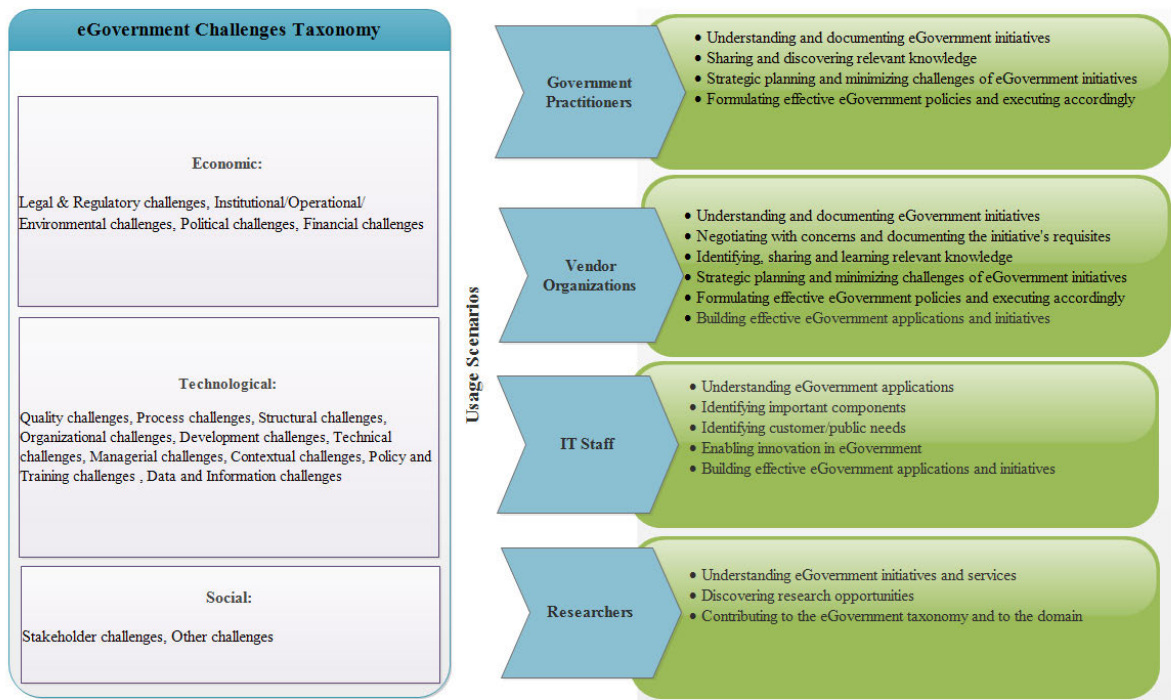 eGovernment Challenges Taxonomy
Economic:
Legal & Regulatory challenges, Institutional/Operational/
Environmental challenges, Political challenges, Financial challenges
Technological:
Quality challenges, Process challenges, Structural challenges,
Organizational challenges, Development challenges, Technical
challenges, Managerial challenges, Contextual challenges, Policy and
Training challenges , Data and Information challenges
Social:
Stakeholder challenges, Other challenges
Usage Scenarios
Government
Practitioners
• Understanding and documenting eGovernment initiatives
• Sharing and discovering relevant knowledge
• Strategic planning and minimizing challenges of eGovernment initiatives
• Formulating effective eGovernment policies and executing accordingly
Vendor
Organizations
• Understanding and documenting eGovernment initiatives
• Negotiating with concerns and documenting the initiative's requisites
• Identifying, sharing and learning relevant knowledge
• Strategic planning and minimizing challenges of eGovernment initiatives
• Formulating effective eGovernment policies and executing accordingly
• Building effective eGovernment applications and initiatives
IT Staff
• Understanding eGovernment applications
• Identifying important components
• Identifying customer/public needs
• Enabling innovation in eGovernment
• Building effective eGovernment applications and initiatives
Researchers
• Understanding eGovernment initiatives and services
• Discovering research opportunities
• Contributing to the eGovernment taxonomy and to the domain